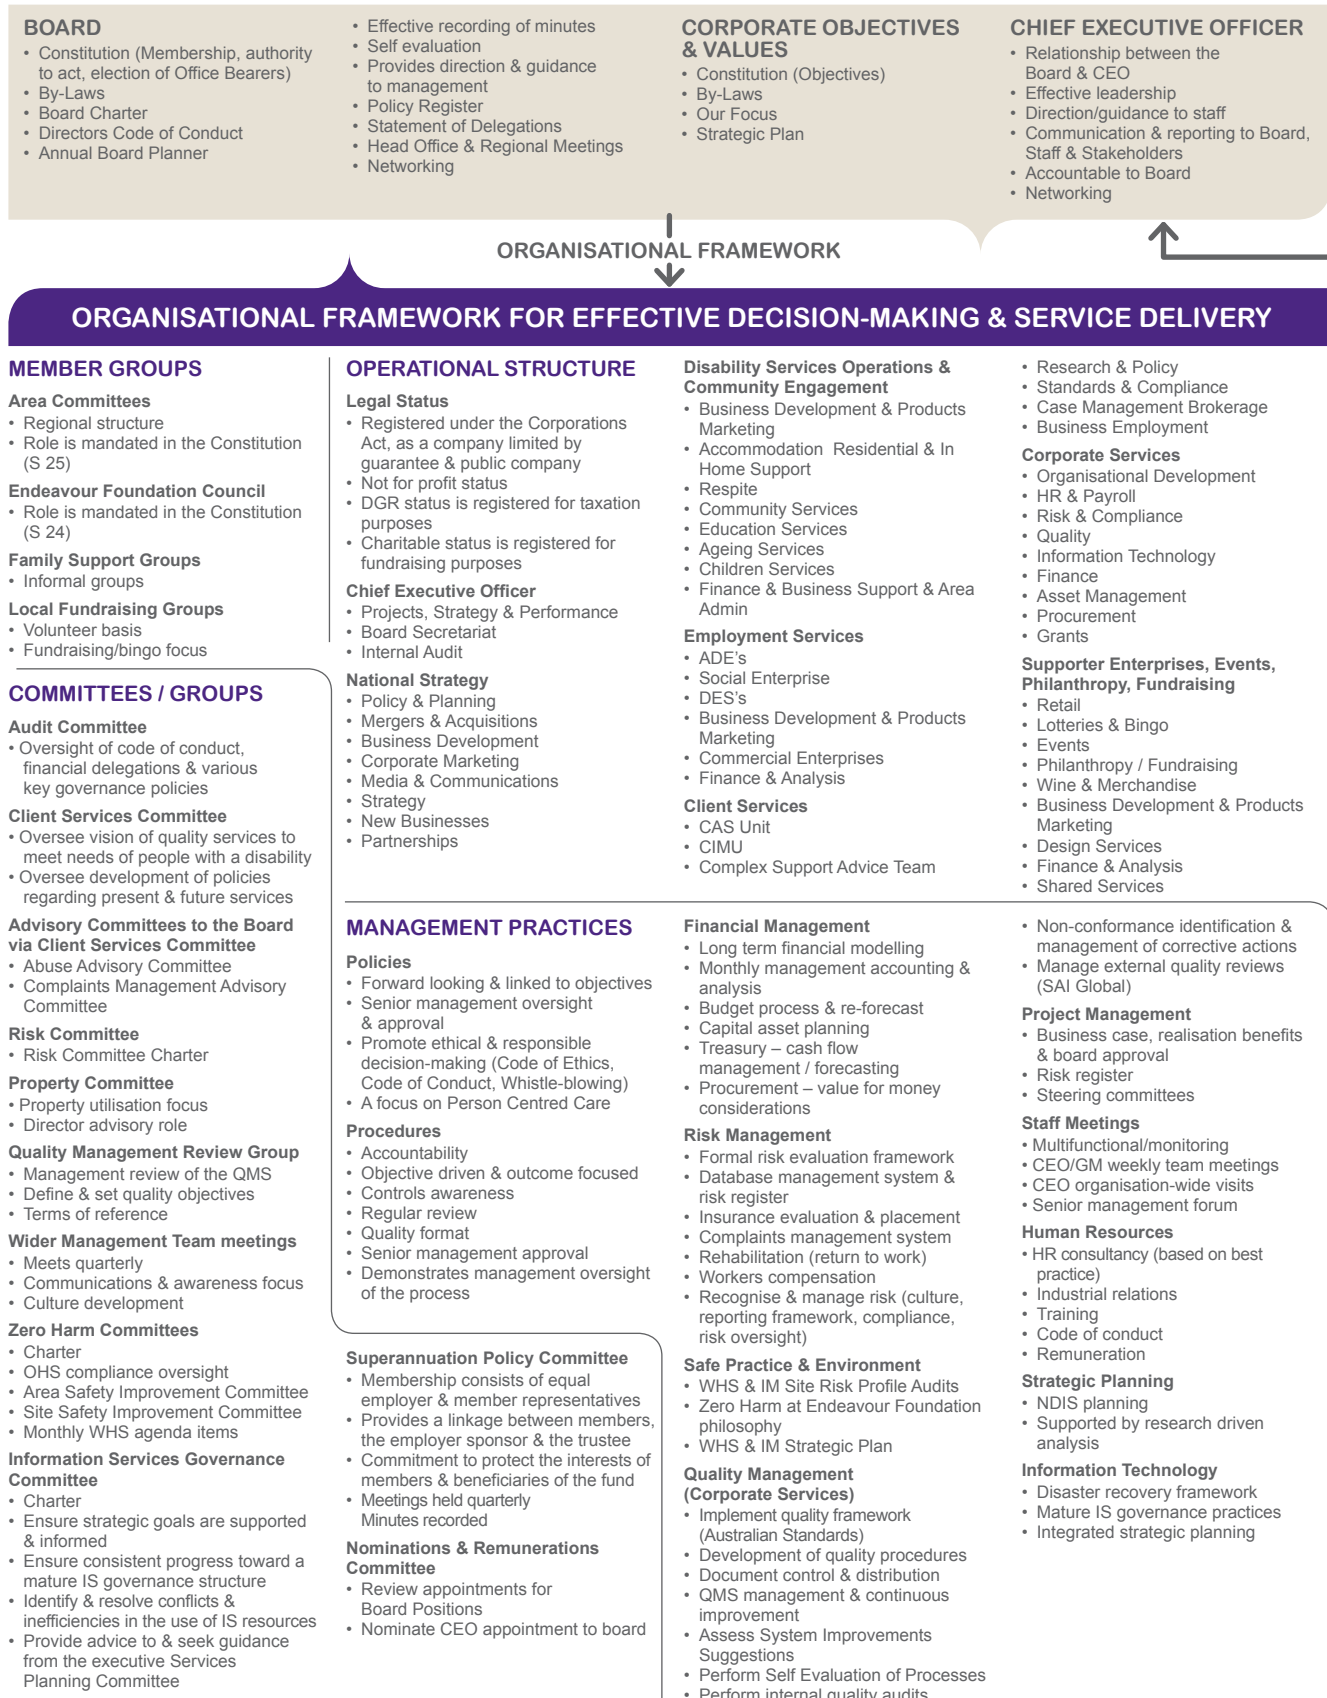 BOARD
• Constitution (Membership, authority
to act, election of Office Bearers)
• By-Laws
• Board Charter
• Directors Code of Conduct
• Annual Board Planner
• Effective recording of minutes
• Self evaluation
• Provides direction & guidance
to management
• Policy Register
• Statement of Delegations
• Head Office & Regional Meetings
• Networking
CORPORATE OBJECTIVES
& VALUES
• Constitution (Objectives)
• By-Laws
• Our Focus
• Strategic Plan
CHIEF EXECUTIVE OFFICER
• Relationship between the
Board & CEO
• Effective leadership
• Direction/guidance to staff
• Communication & reporting to Board,
Staff & Stakeholders
• Accountable to Board
• Networking
ORGANISATIONAL FRAMEWORK
ORGANISATIONAL FRAMEWORK FOR EFFECTIVE DECISION-MAKING & SERVICE DELIVERY
MEMBER GROUPS
Area Committees
• Regional structure
• Role is mandated in the Constitution
(S 25)
Endeavour Foundation Council
• Role is mandated in the Constitution
(S 24)
Family Support Groups
• Informal groups
Local Fundraising Groups
• Volunteer basis
• Fundraising/bingo focus
COMMITTEES / GROUPS
Audit Committee
• Oversight of code of conduct,
financial delegations & various
key governance policies
Client Services Committee
• Oversee vision of quality services to
meet needs of people with a disability
• Oversee development of policies
regarding present & future services
Advisory Committees to the Board
via Client Services Committee
• Abuse Advisory Committee
• Complaints Management Advisory
Committee
Risk Committee
• Risk Committee Charter
Property Committee
• Property utilisation focus
• Director advisory role
Quality Management Review Group
• Management review of the QMS
• Define & set quality objectives
• Terms of reference
Wider Management Team meetings
• Meets quarterly
• Communications & awareness focus
• Culture development
Zero Harm Committees
• Charter
• OHS compliance oversight
• Area Safety Improvement Committee
• Site Safety Improvement Committee
• Monthly WHS agenda items
Information Services Governance
Committee
• Charter
• Ensure strategic goals are supported
& informed
• Ensure consistent progress toward a
mature IS governance structure
• Identify & resolve conflicts &
inefficiencies in the use of IS resources
• Provide advice to & seek guidance
from the executive Services
Planning Committee
OPERATIONAL STRUCTURE
Legal Status
• Registered under the Corporations
Act, as a company limited by
guarantee & public company
• Not for profit status
• DGR status is registered for taxation
purposes
• Charitable status is registered for
fundraising purposes
Chief Executive Officer
• Projects, Strategy & Performance
• Board Secretariat
• Internal Audit
National Strategy
• Policy & Planning
• Mergers & Acquisitions
• Business Development
• Corporate Marketing
• Media & Communications
• Strategy
• New Businesses
• Partnerships
Disability Services Operations &
Community Engagement
• Business Development & Products
Marketing
• Accommodation Residential & In
Home Support
• Respite
• Community Services
• Education Services
• Ageing Services
• Children Services
• Finance & Business Support & Area
Admin
Employment Services
• ADE's
• Social Enterprise
• DES's
• Business Development & Products
Marketing
• Commercial Enterprises
• Finance & Analysis
Client Services
• CAS Unit
• CIMU
• Complex Support Advice Team
• Research & Policy
• Standards & Compliance
• Case Management Brokerage
• Business Employment
Corporate Services
• Organisational Development
• HR & Payroll
• Risk & Compliance
• Quality
• Information Technology
• Finance
• Asset Management
• Procurement
• Grants
Supporter Enterprises, Events,
Philanthropy, Fundraising
• Retail
• Lotteries & Bingo
• Events
• Philanthropy / Fundraising
• Wine & Merchandise
• Business Development & Products
Marketing
• Design Services
• Finance & Analysis
• Shared Services
MANAGEMENT PRACTICES
Policies
• Forward looking & linked to objectives
• Senior management oversight
& approval
• Promote ethical & responsible
decision-making (Code of Ethics,
Code of Conduct, Whistle-blowing)
• A focus on Person Centred Care
Procedures
• Accountability
• Objective driven & outcome focused
• Controls awareness
• Regular review
• Quality format
• Senior management approval
• Demonstrates management oversight
of the process
Superannuation Policy Committee
• Membership consists of equal
employer & member representatives
• Provides a linkage between members,
the employer sponsor & the trustee
• Commitment to protect the interests of
members & beneficiaries of the fund
• Meetings held quarterly
Minutes recorded
Nominations & Remunerations
Committee
• Review appointments for
Board Positions
• Nominate CEO appointment to board
Financial Management
• Long term financial modelling
• Monthly management accounting &
analysis
• Budget process & re-forecast
• Capital asset planning
• Treasury – cash flow
management / forecasting
• Procurement – value for money
considerations
Risk Management
• Formal risk evaluation framework
• Database management system &
risk register
• Insurance evaluation & placement
• Complaints management system
• Rehabilitation (return to work)
• Workers compensation
• Recognise & manage risk (culture,
reporting framework, compliance,
risk oversight)
Safe Practice & Environment
• WHS & IM Site Risk Profile Audits
• Zero Harm at Endeavour Foundation
philosophy
• WHS & IM Strategic Plan
Quality Management
(Corporate Services)
• Implement quality framework
(Australian Standards)
• Development of quality procedures
• Document control & distribution
• QMS management & continuous
improvement
• Assess System Improvements
Suggestions
• Perform Self Evaluation of Processes
• Perform internal quality audits
• Non-conformance identification &
management of corrective actions
• Manage external quality reviews
(SAI Global)
Project Management
• Business case, realisation benefits
& board approval
• Risk register
• Steering committees
Staff Meetings
• Multifunctional/monitoring
• CEO/GM weekly team meetings
• CEO organisation-wide visits
• Senior management forum
Human Resources
• HR consultancy (based on best
practice)
• Industrial relations
• Training
• Code of conduct
• Remuneration
Strategic Planning
• NDIS planning
• Supported by research driven
analysis
Information Technology
• Disaster recovery framework
• Mature IS governance practices
• Integrated strategic planning